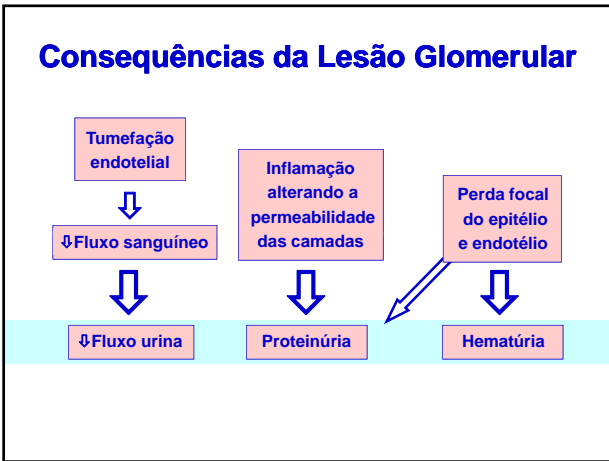 Consequências da Lesão Glomerular
Tumefação
endotelial
⇩Fluxo sanguíneo
⇩Fluxo urina
Inflamação
alterando a
permeabilidade
das camadas
Proteinúria
Perda focal
do epitélio
e endotélio
Hematúria